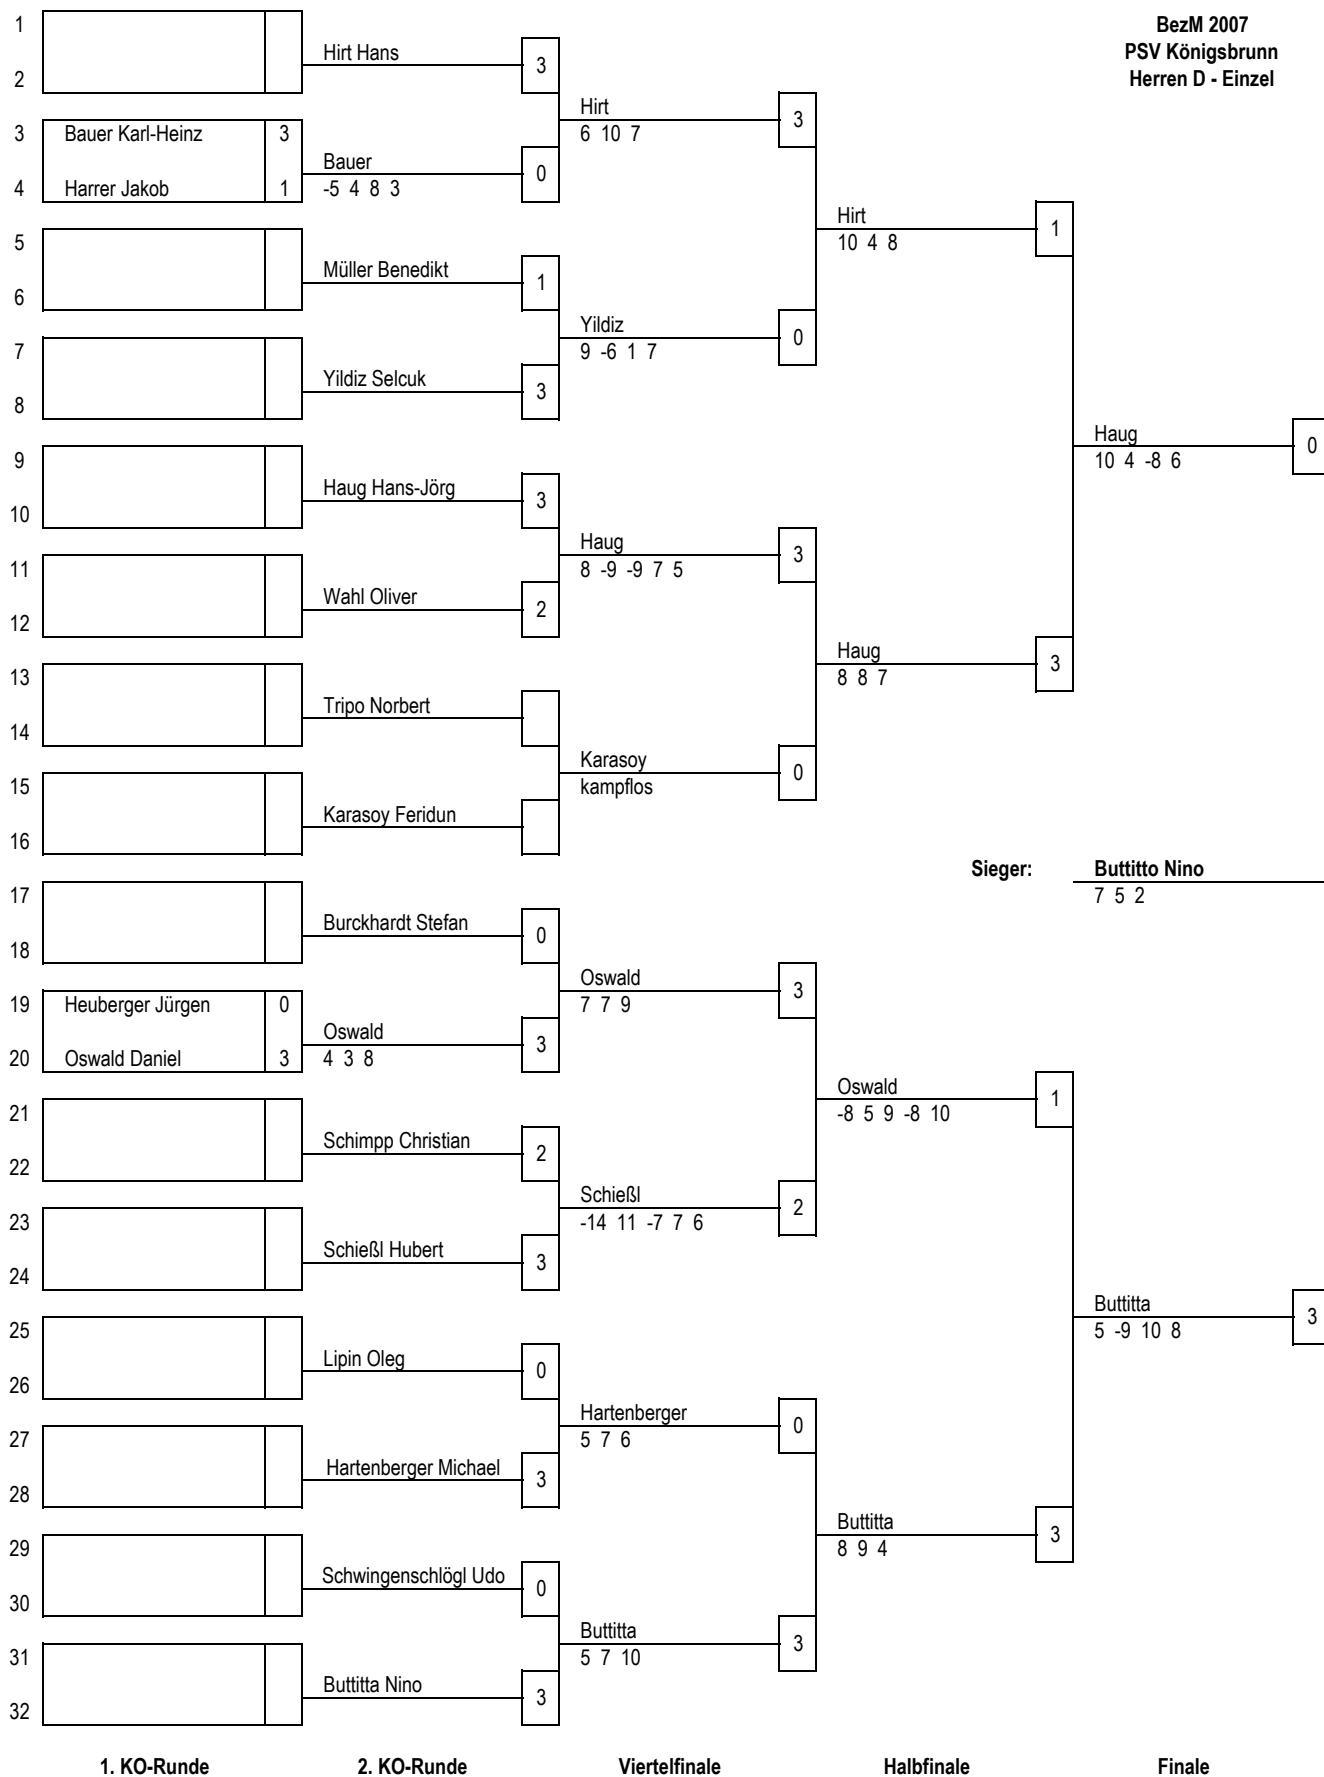 BezM 2007
PSV Königsbrunn
Herren D - Einzel
1
Hirt Hans
3
2
Hirt
3
6 10 7
3
Bauer Karl-Heinz
3
Bauer
0
4
Harrer Jakob
1
-5 4 8 3
Hirt
1
10 4 8
5
Müller Benedikt
1
6
Yildiz
0
9 -6 1 7
7
Yildiz Selcuk
3
8
Haug
0
10 4 -8 6
9
Haug Hans-Jörg
3
10
Haug
3
8 -9 -9 7 5
11
Wahl Oliver
2
12
Haug
3
8 8 7
13
Tripo Norbert
14
Karasoy
0
kampflos
15
Karasoy Feridun
16
Sieger:
Buttitto Nino
7 5 2
17
Burckhardt Stefan
0
18
Oswald
3
7 7 9
19
Heuberger Jürgen
0
Oswald
3
20
Oswald Daniel
3
4 3 8
Oswald
1
-8 5 9 -8 10
21
Schimpp Christian
2
22
Schießl
2
-14 11 -7 7 6
23
Schießl Hubert
3
24
Buttitta
3
5 -9 10 8
25
Lipin Oleg
0
26
Hartenberger
0
5 7 6
27
Hartenberger Michael
3
28
Buttitta
3
8 9 4
29
Schwingenschlögl Udo
0
30
Buttitta
3
5 7 10
31
Buttitta Nino
3
32
1. KO-Runde
2. KO-Runde
Viertelfinale
Halbfinale
Finale